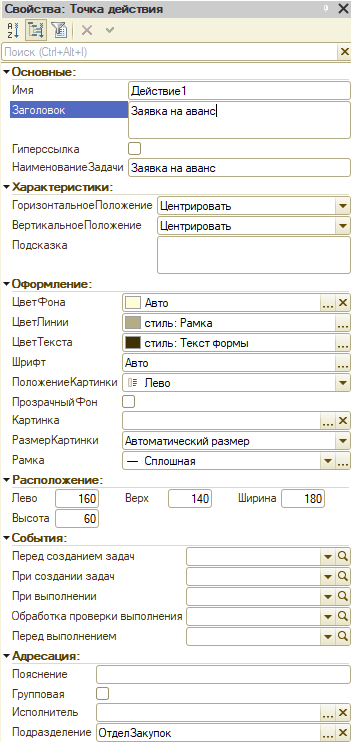 Свойства: Точка действия
Поиск (Ctrl+Alt+I)
Основные:
Имя Действие1
Заголовок Заявка на аванс
Гиперссылка
НаименованиеЗадачи Заявка на аванс
Характеристики:
ГоризонтальноеПоложение Центрировать
ВертикальноеПоложение Центрировать
Подсказка
Оформление:
ЦветФона Авто
ЦветЛинии стиль: Рамка
ЦветТекста стиль: Текст формы
Шрифт Авто
ПоложениеКартинки Лево
ПрозрачныйФон
Картинка
РазмерКартинки Автоматический размер
Рамка Сплошная
Расположение:
Лево 160 Верх 140 Ширина 180
Высота 60
События:
Перед созданием задач
При создании задач
При выполнении
Обработка проверки выполнения
Перед выполнением
Адресация:
Пояснение
Групповая
Исполнитель
Подразделение ОтделЗакупок